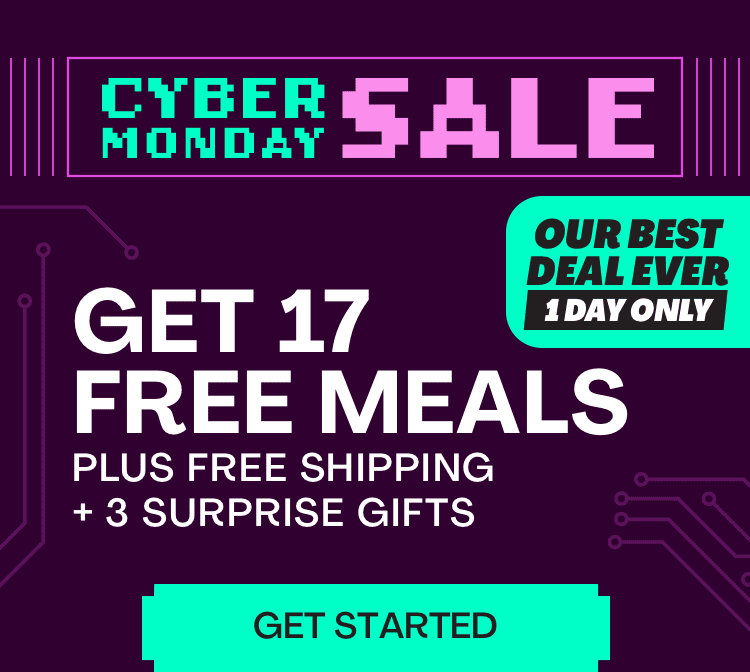 CYBER
MONDAY
SALE
OUR BEST
DEAL EVER
1 DAY ONLY
GET 17
FREE MEALS
PLUS FREE SHIPPING
+ 3 SURPRISE GIFTS
GET STARTED